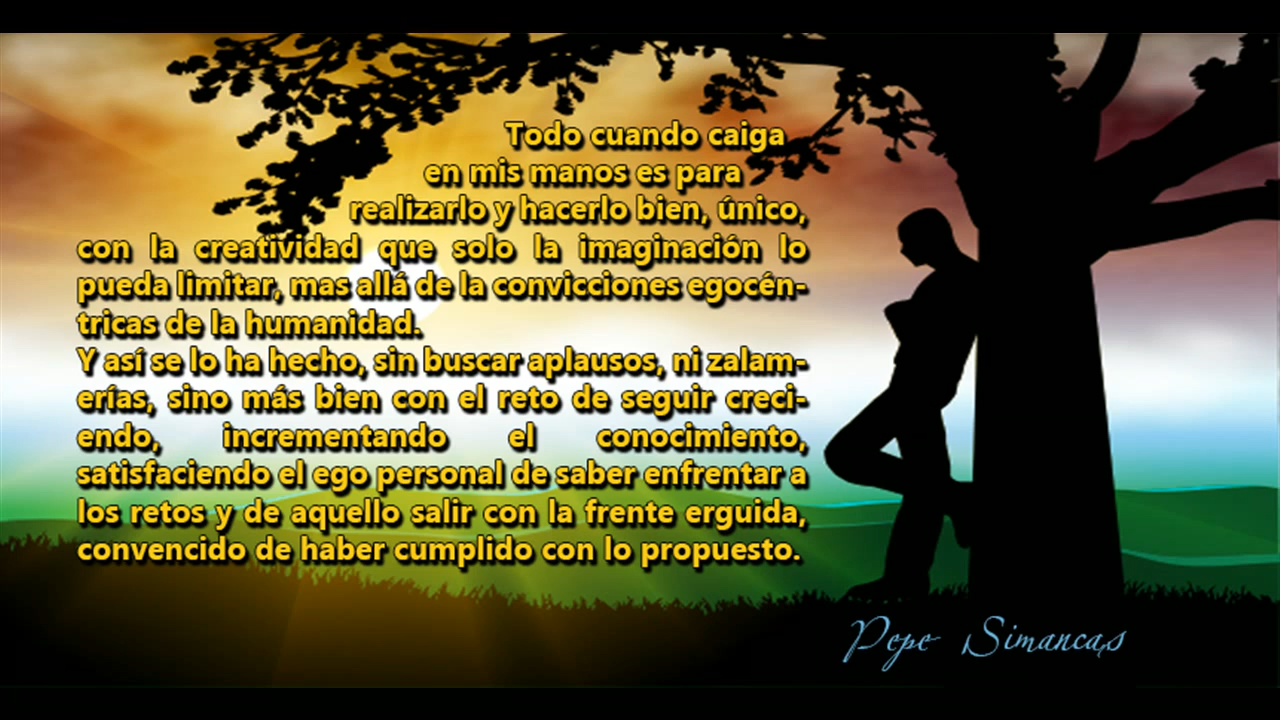 Todo cuando caiga
en mis manos es para
realizarlo y hacerlo bien, único,
con la creatividad que solo la imaginación lo
pueda limitar, mas allá de la convicciones egocén-
tricas de la humanidad.
Y así se lo ha hecho, sin buscar aplausos, ni zalam-
erías, sino más bien con el reto de seguir creci-
endo, incrementando el conocimiento,
satisfaciendo el ego personal de saber enfrentar a
los retos y de aquello salir con la frente erguida,
convencido de haber cumplido con lo propuesto.
Pepe Simancas